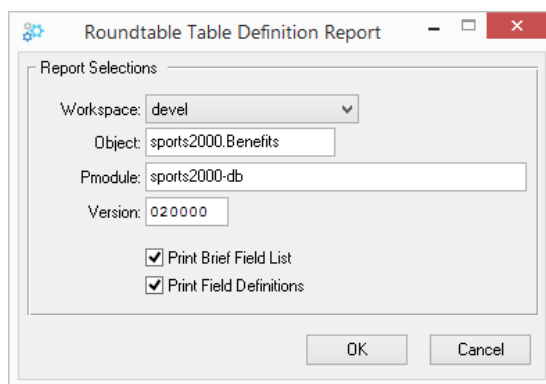 Roundtable Table Definition Report
Report Selections
Workspace: devel
Object: sports2000.Benefits
Pmodule: sports2000-db
Version: 020000
Print Brief Field List
Print Field Definitions
OK Cancel